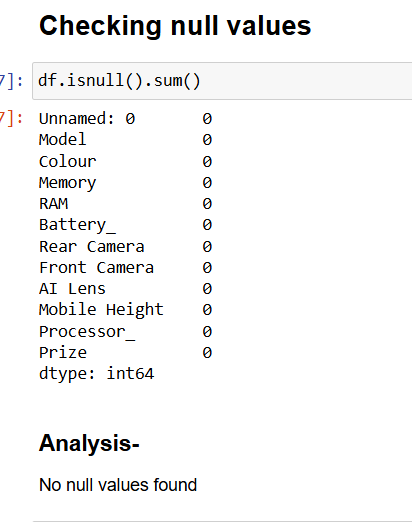 Checking null values
7]: df.isnull().sum()
7]: Unnamed: 0 0
Model 0
Colour 0
Memory 0
RAM 0
Battery_ 0
Rear Camera 0
Front Camera 0
AI Lens 0
Mobile Height 0
Processor_ 0
Prize 0
dtype: int64
Analysis-
No null values found